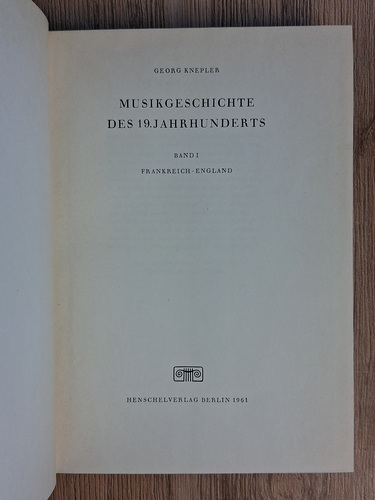 GEORG KNEPLER
MUSIKGESCHICHTE
DES 19. JAHRHUNDERTS
BAND I
FRANKREICH · ENGLAND
HENSCHELVERLAG BERLIN 1961